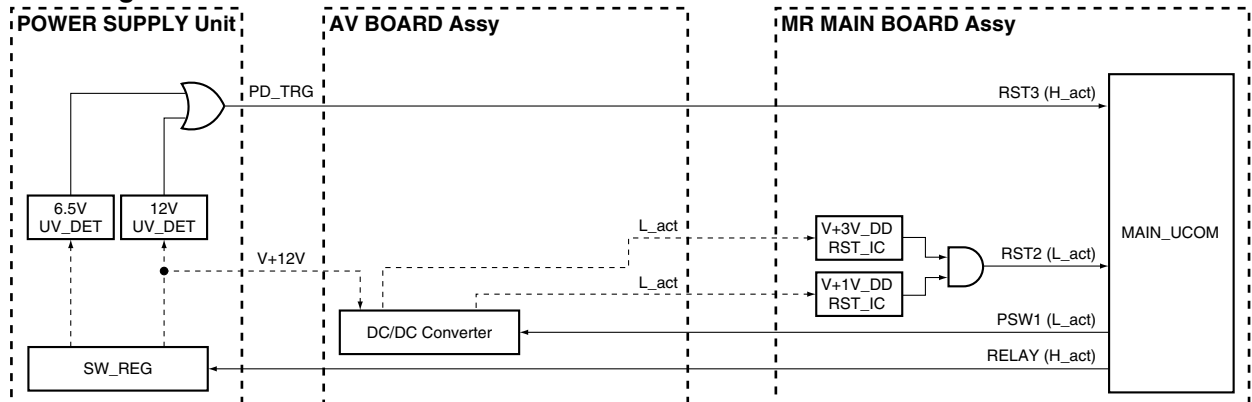 POWER SUPPLY Unit
AV BOARD Assy
MR MAIN BOARD Assy
PD_TRG
RST3 (H_act)
6.5V
UV_DET
12V
UV_DET
V+12V
L_act
L_act
V+3V_DD
RST_IC
V+1V_DD
RST_IC
RST2 (L_act)
MAIN_UCOM
DC/DC Converter
PSW1 (L_act)
RELAY (H_act)
SW_REG